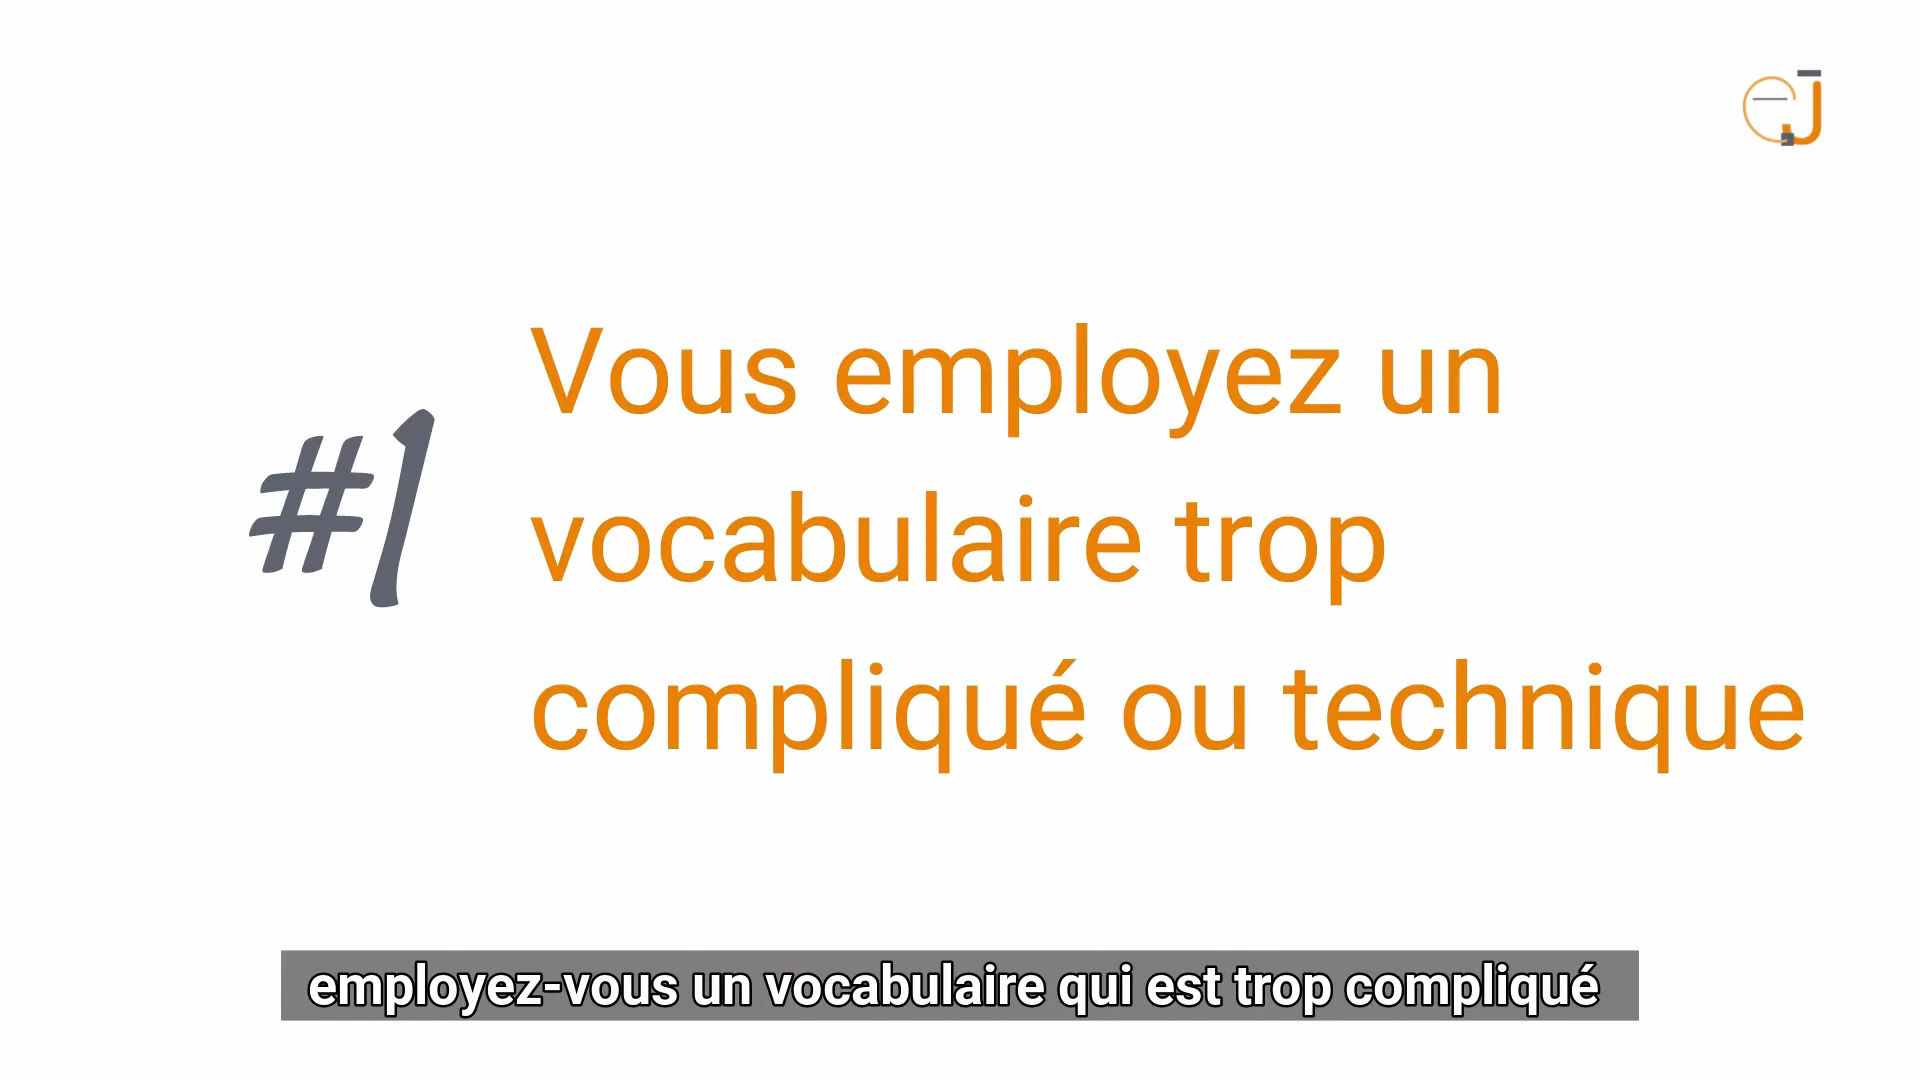 #1
Vous employez un
vocabulaire trop
compliqué ou technique
employez-vous un vocabulaire qui est trop compliqué